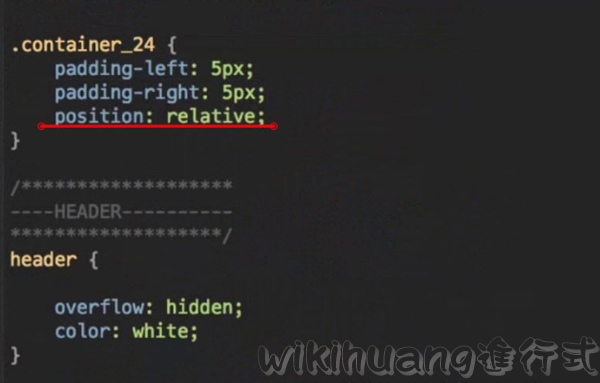 .container_24 {
    padding-left: 5px;
    padding-right: 5px;
    position: relative;
}
/*******************
----HEADER----------
*******************/
header {
    overflow: hidden;
    color: white;
}
wikihuang進行式